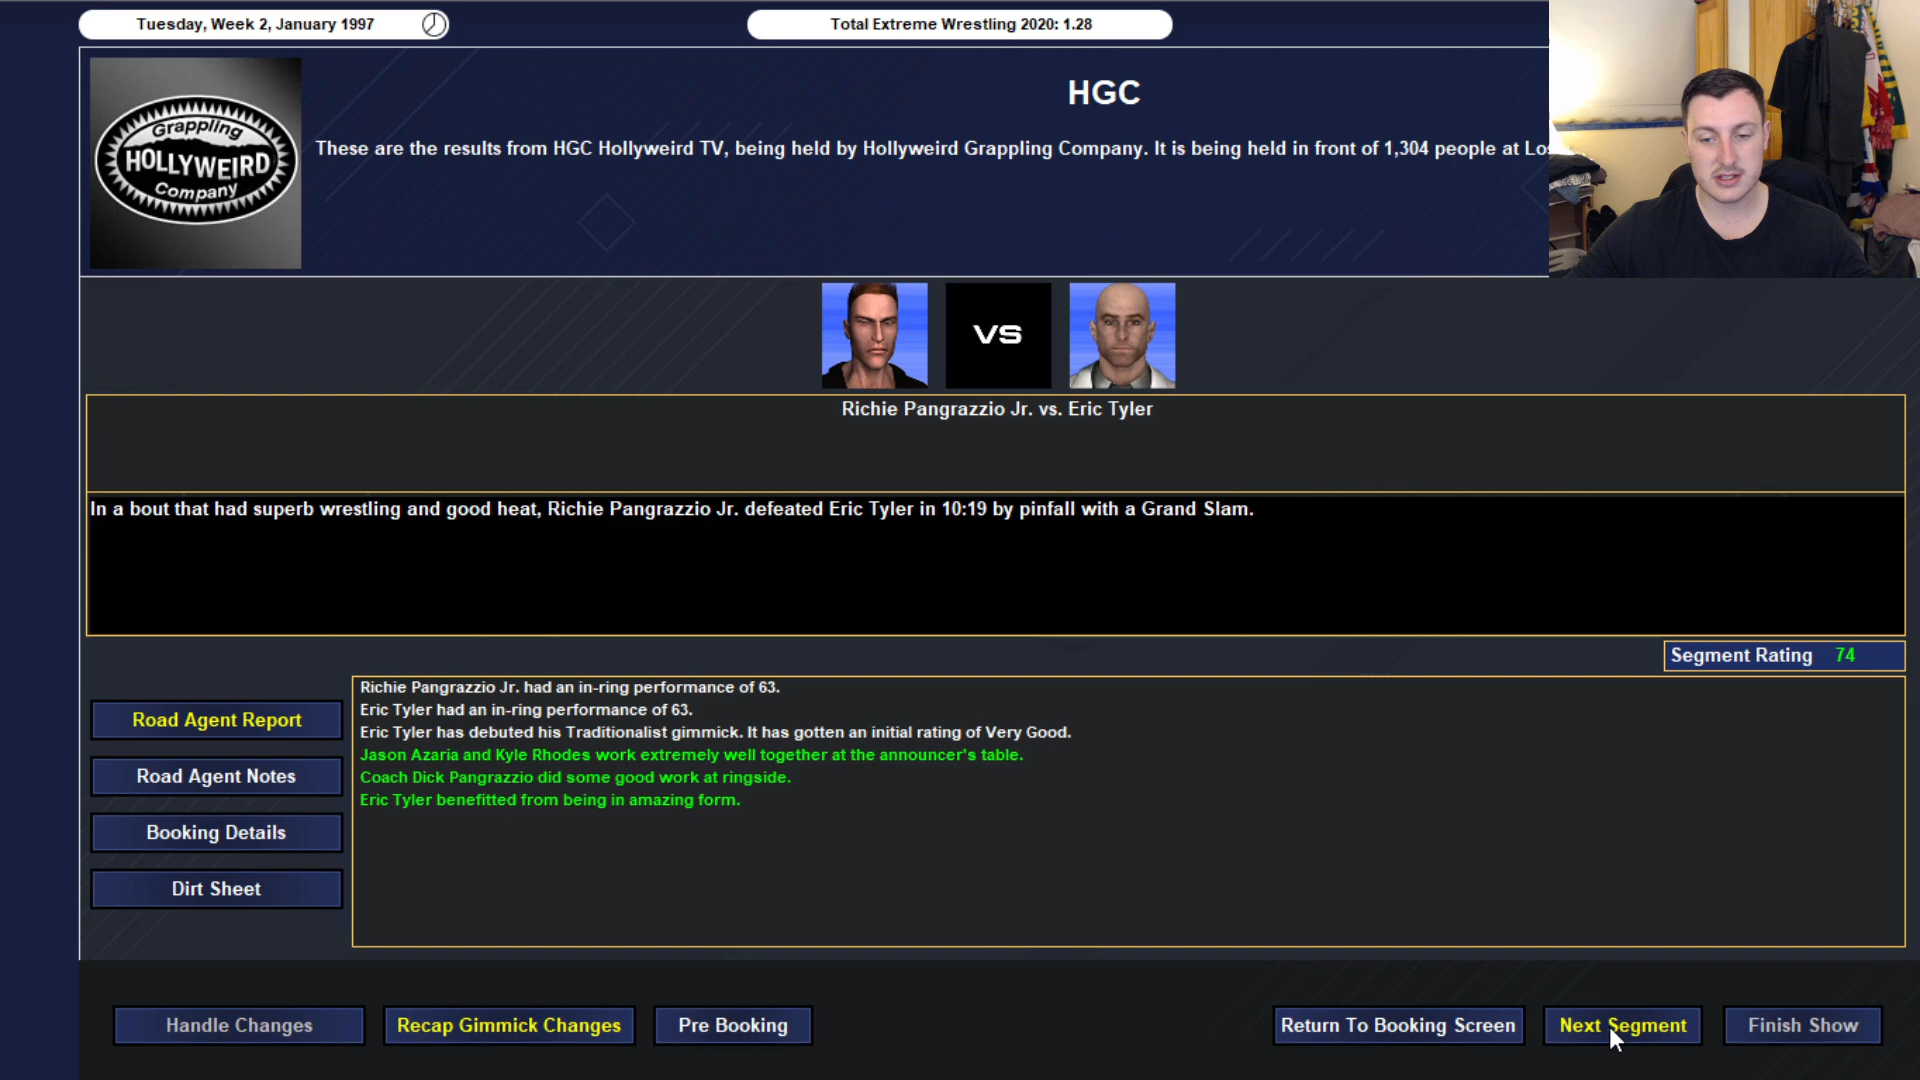 Tuesday, Week 2, January 1997
Total Extreme Wrestling 2020: 1.28
Grappling
HOLLYWEIRD
Company
HGC
These are the results from HGC Hollyweird TV, being held by Hollyweird Grappling Company. It is being held in front of 1,304 people at Lo
VS
Richie Pangrazzio Jr. vs. Eric Tyler
In a bout that had superb wrestling and good heat, Richie Pangrazzio Jr. defeated Eric Tyler in 10:19 by pinfall with a Grand Slam.
Segment Rating 74
Road Agent Report
Road Agent Notes
Booking Details
Dirt Sheet
Richie Pangrazzio Jr. had an in-ring performance of 63.
Eric Tyler had an in-ring performance of 63.
Eric Tyler has debuted his Traditionalist gimmick. It has gotten an initial rating of Very Good.
Jason Azaria and Kyle Rhodes work extremely well together at the announcer's table.
Coach Dick Pangrazzio did some good work at ringside.
Eric Tyler benefitted from being in amazing form.
Handle Changes
Recap Gimmick Changes
Pre Booking
Return To Booking Screen
Next Segment
Finish Show